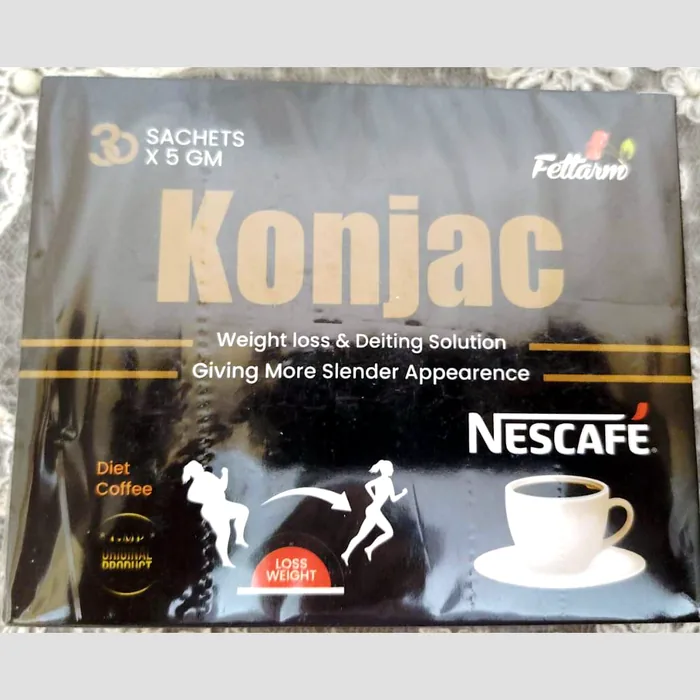 30 SACHETS
X 5 GM
Fettarm
Konjac
Weight loss & Deiting Solution
Giving More Slender Appearence
NESCAFÉ
Diet
Coffee
GMP
ORIGINAL
PRODUCT
LOSS
WEIGHT